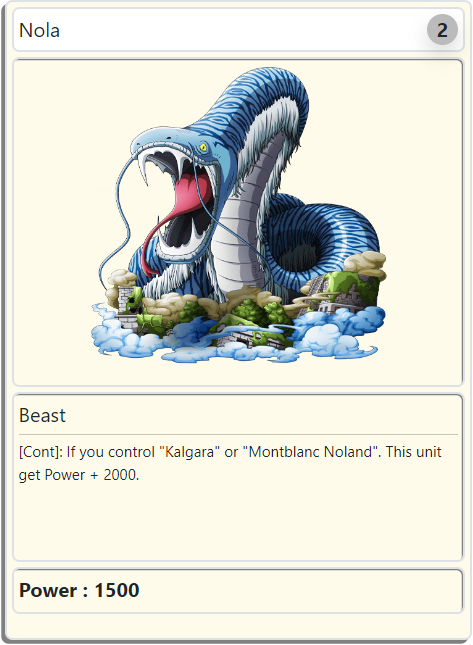 Nola
2
Beast
[Cont]: If you control "Kalgara" or "Montblanc Noland". This unit
get Power + 2000.
Power : 1500